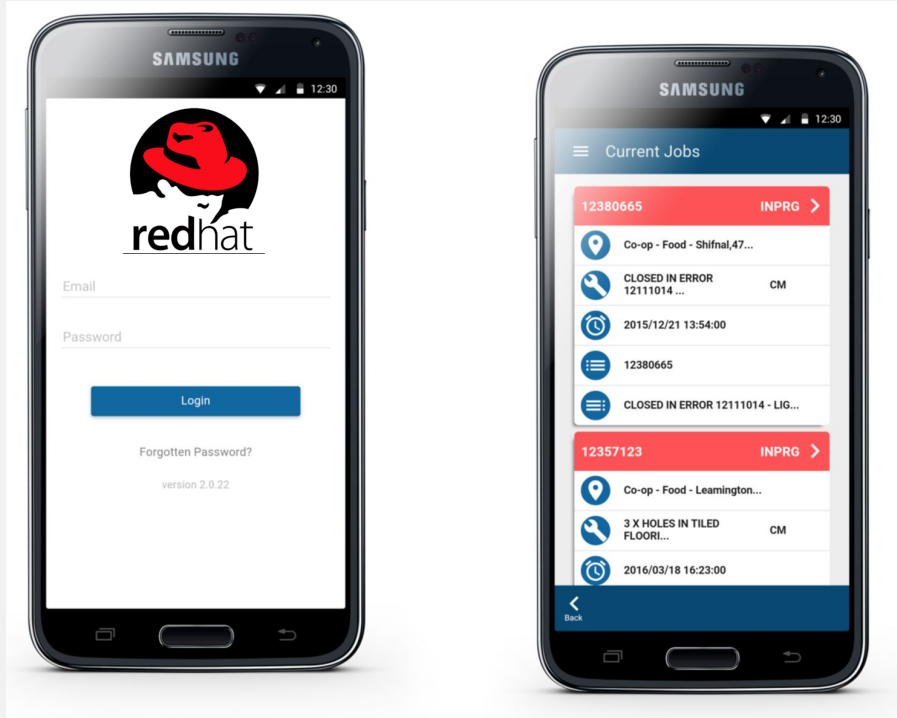 SAMSUNG
12:30
redhat
Email
Password
Login
Forgotten Password?
version 2.0.22
SAMSUNG
12:30
Current Jobs
12380665 INPRG
Co-op - Food - Shifnal,47...
CLOSED IN ERROR
12111014 ... CM
2015/12/21 13:54:00
12380665
CLOSED IN ERROR 12111014 - LIG...
12357123 INPRG
Co-op - Food - Leamington...
3 X HOLES IN TILED
FLOORI... CM
2016/03/18 16:23:00
Back